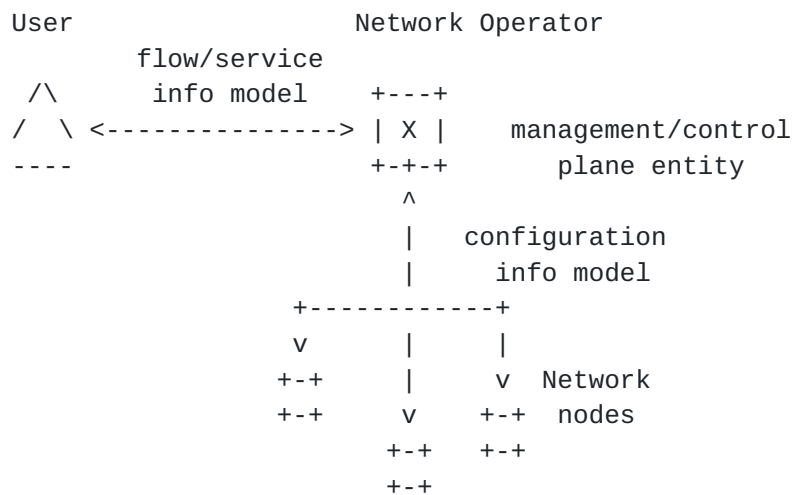 User Network Operator
flow/service
/\ info model +---+
/ \ <---------------> | X | management/control
---- +-+-+ plane entity
^
| configuration
| info model
+------------+
v | |
+-+ | v Network
+-+ v +-+ nodes
+-+ +-+
+-+